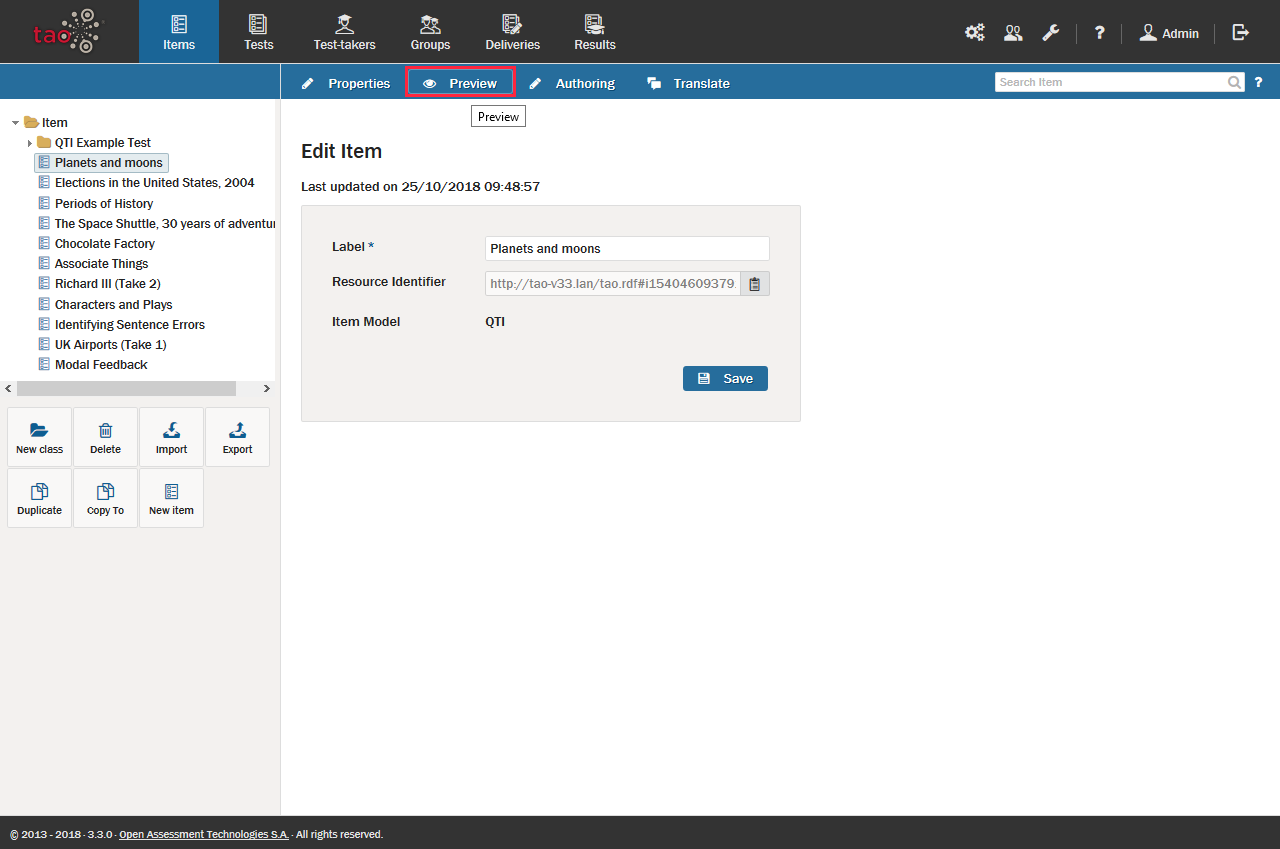 tao
Items
Tests
Test-takers
Groups
Deliveries
Results
?
Admin
Properties
Preview
Authoring
Translate
Search Item
?
Preview
Item
QTI Example Test
Planets and moons
Elections in the United States, 2004
Periods of History
The Space Shuttle, 30 years of adventu
Chocolate Factory
Associate Things
Richard III (Take 2)
Characters and Plays
Identifying Sentence Errors
UK Airports (Take 1)
Modal Feedback
New class
Delete
Import
Export
Duplicate
Copy To
New item
Edit Item
Last updated on 25/10/2018 09:48:57
Label *
Planets and moons
Resource Identifier
http://tao-v33.lan/tao.rdf#i15404609379
Item Model
QTI
Save
© 2013 - 2018 · 3.3.0 · Open Assessment Technologies S.A. · All rights reserved.